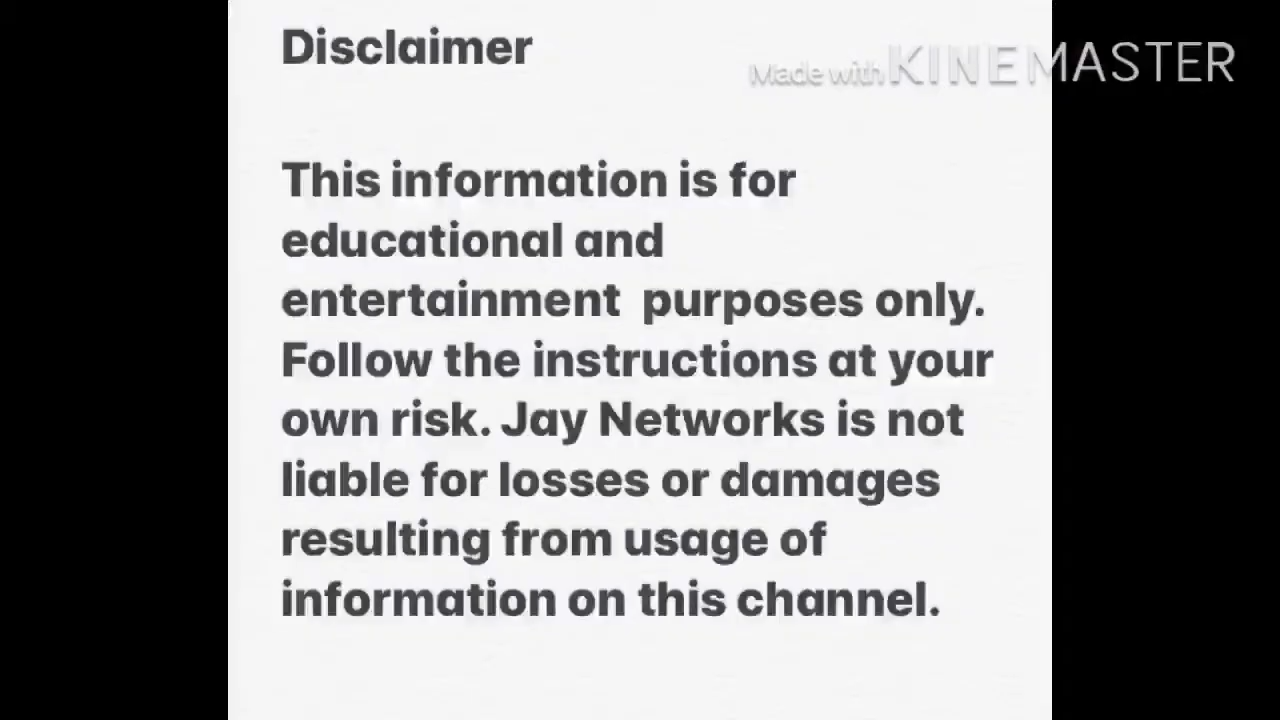 Disclaimer
Made with KINEMASTER
This information is for
educational and
entertainment  purposes only.
Follow the instructions at your
own risk. Jay Networks is not
liable for losses or damages
resulting from usage of
information on this channel.